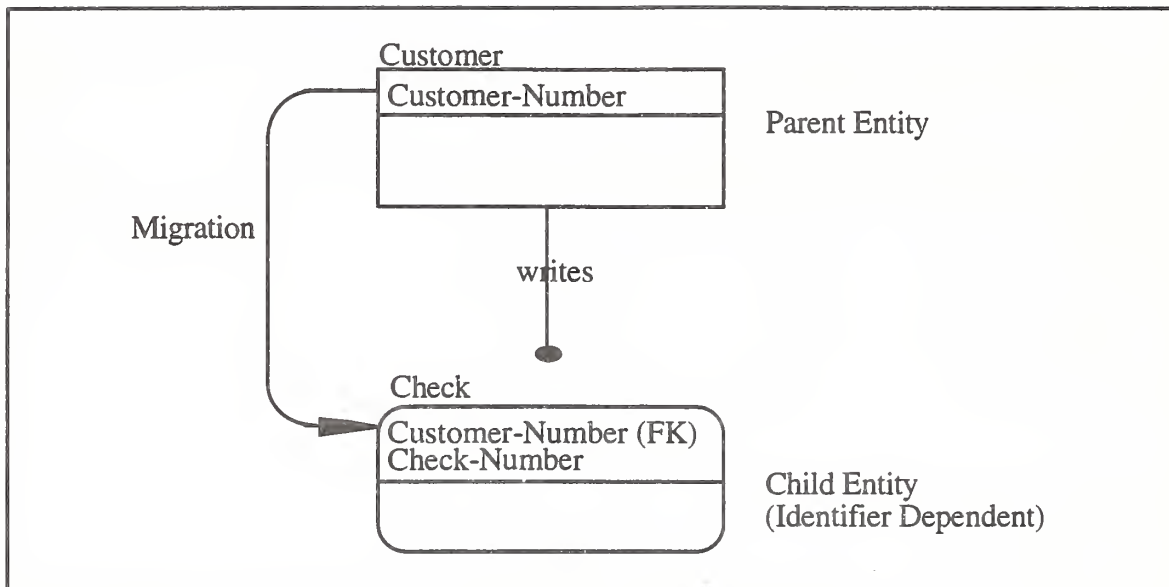 Customer
Customer-Number
Parent Entity
Migration
writes
Check
Customer-Number (FK)
Check-Number
Child Entity
(Identifier Dependent)